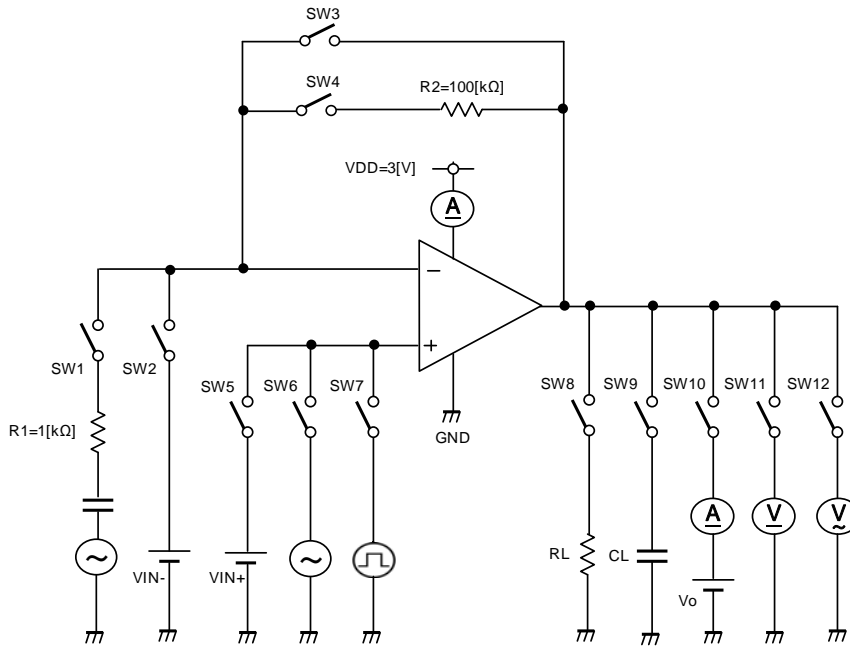 SW3
SW4
R2=100[kΩ]
VDD=3[V]
A
−
+
SW1
SW2
SW5
SW6
SW7
GND
SW8
SW9
SW10
SW11
SW12
R1=1[kΩ]
A
V
V
VIN-
VIN+
RL
CL
Vo